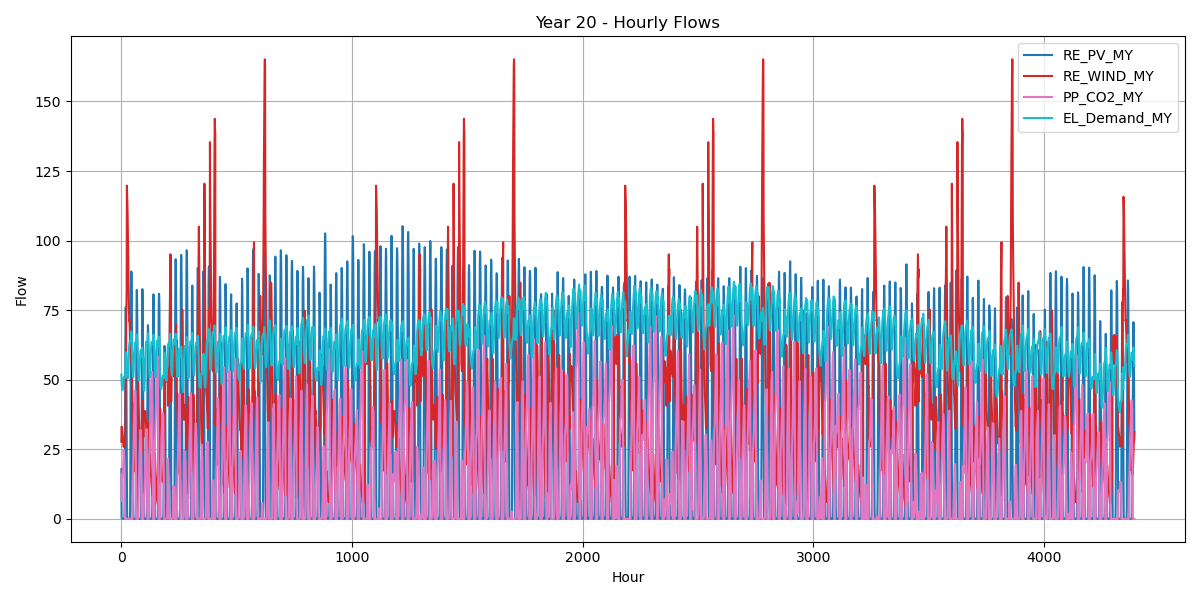 Year 20 - Hourly Flows
RE_PV_MY
RE_WIND_MY
PP_CO2_MY
EL_Demand_MY
Flow
150
125
100
75
50
25
0
0
1000
2000
3000
4000
Hour